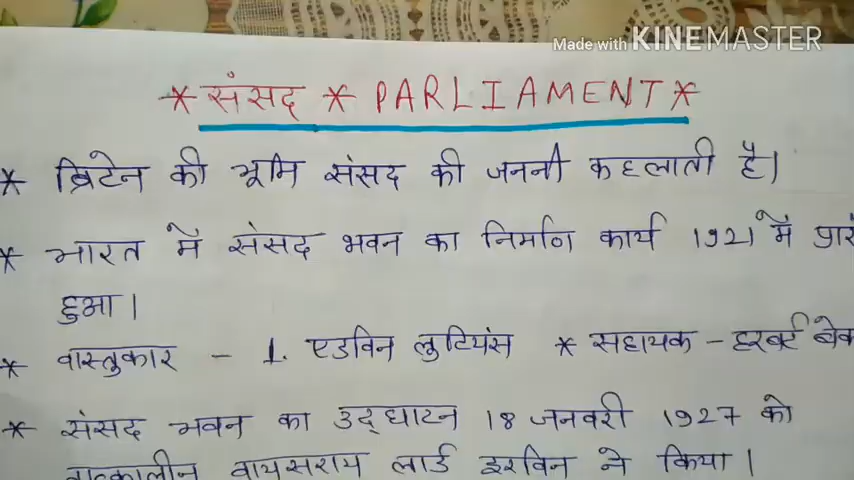 Made with KINEMASTER
* संसद * PARLIAMENT *
* ब्रिटेन की भूमि संसद की जननी कहलाती है।
* भारत में संसद भवन का निर्माण कार्य 1921 में प्रारं
हुआ।
* वास्तुकार - 1. एडविन लुटियंस * सहायक - हरबर्ट बेक
* संसद भवन का उद्घाटन 18 जनवरी 1927 को
तात्कालीन वायसराय लार्ड इरविन ने किया।